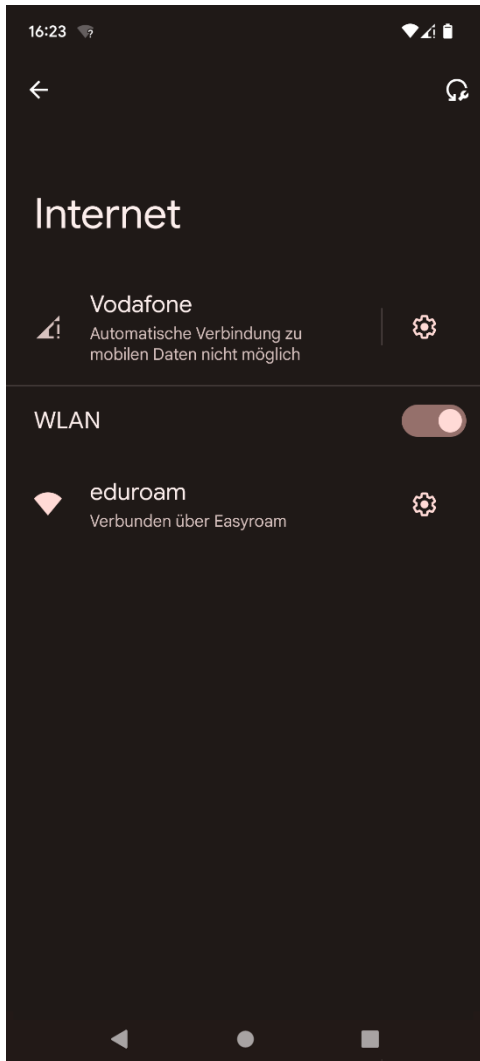 16:23
Internet
Vodafone
Automatische Verbindung zu
mobilen Daten nicht möglich
WLAN
eduroam
Verbunden über Easyroam